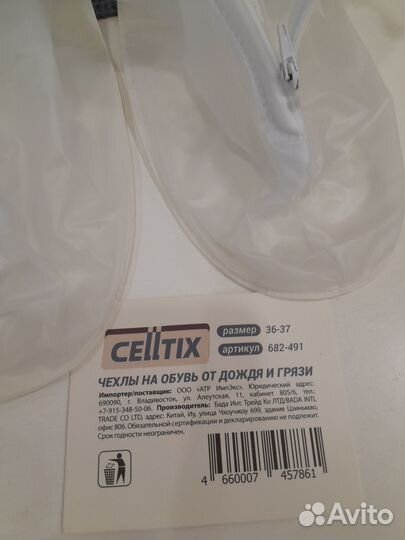 CELLTIX
размер 36-37
артикул 682-491
ЧЕХЛЫ НА ОБУВЬ ОТ ДОЖДЯ И ГРЯЗИ
Импортер/поставщик: ООО «АТР ИмпЭкс». Юридический адрес:
690090, г. Владивосток, ул. Алеутская, 11, кабинет 805/6, тел.:
+7-915-348-50-06. Производитель: Бада Инт. Трейд Ко ЛТД/BADA INTL
TRADE CO LTD, адрес: Китай, Иу, улица Чжоучжоу 699, здание Цзиньмао,
офис 806. Обязательной сертификации и декларированию не подлежит.
Срок годности неограничен.
4 660007 457861
Avito